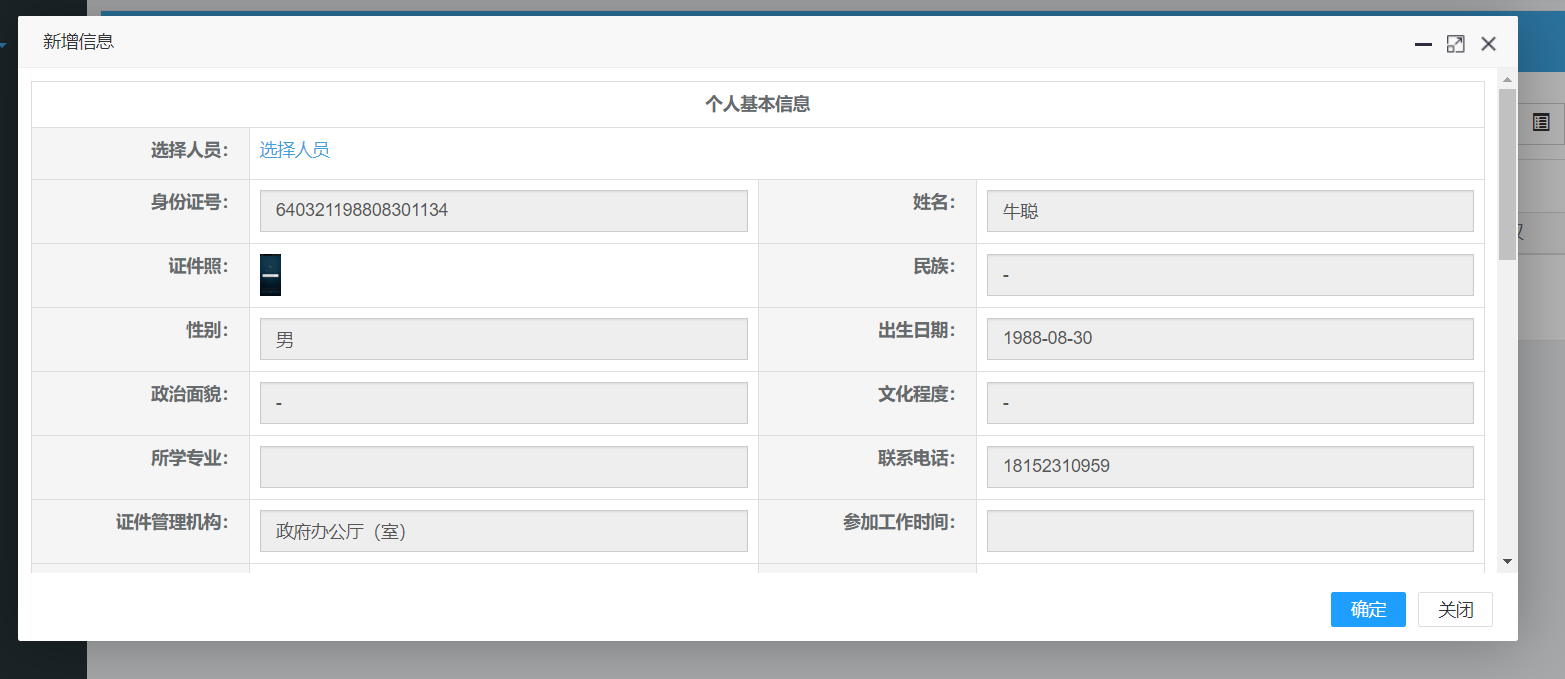 新增信息
个人基本信息
选择人员： 选择人员
身份证号： 640321198808301134 姓名： 牛聪
证件照： 民族： -
性别： 男 出生日期： 1988-08-30
政治面貌： - 文化程度： -
所学专业： 联系电话： 18152310959
证件管理机构： 政府办公厅（室） 参加工作时间：
确定 关闭